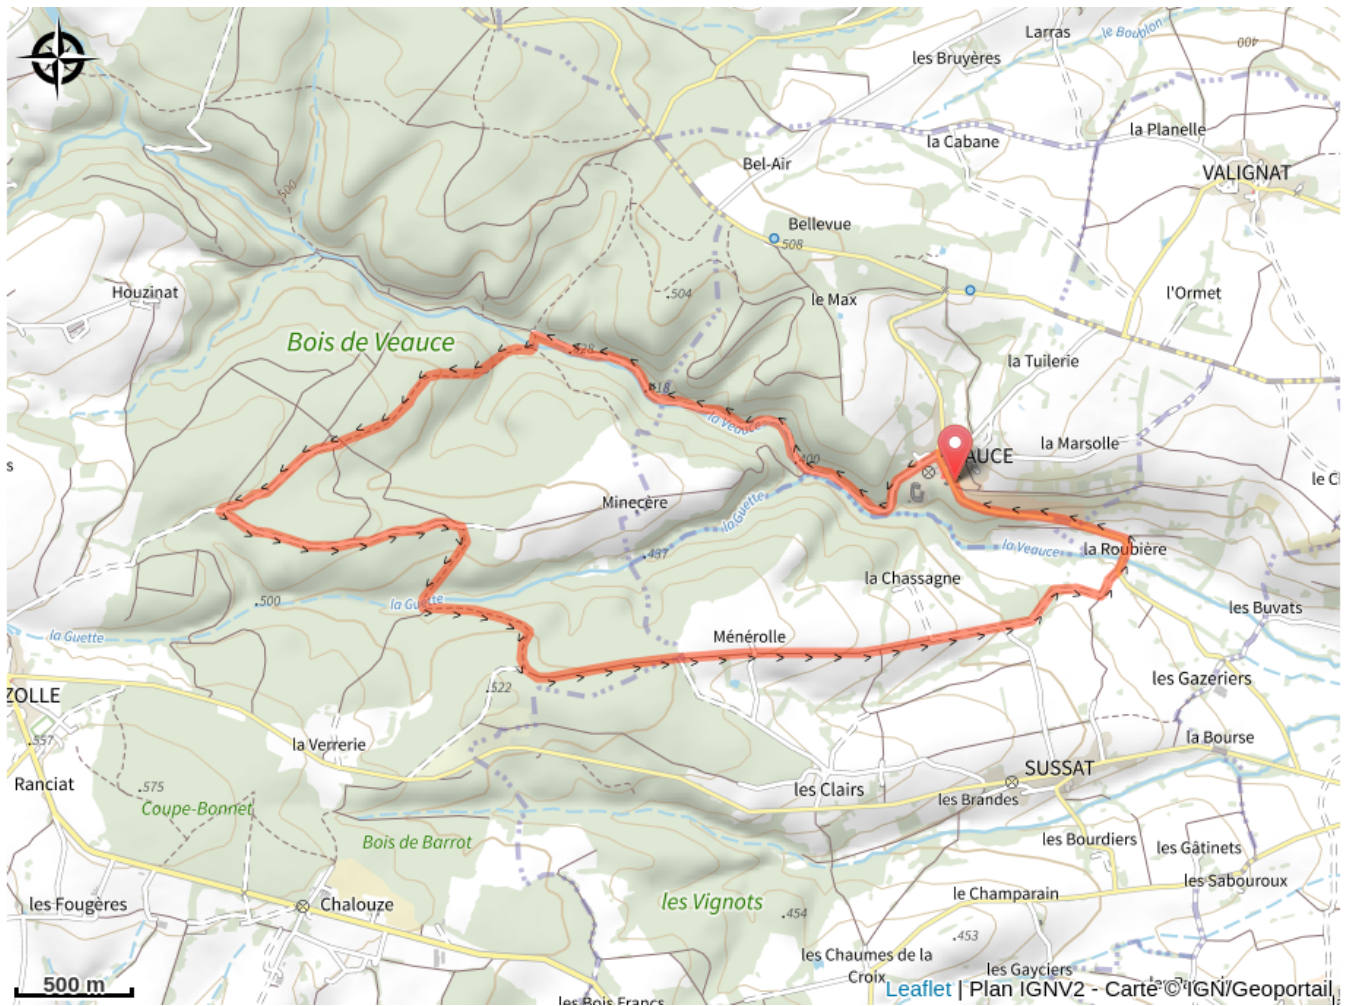 Larras
le Boublon
400
les Bruyères
la Planelle
la Cabane
Bel-Air
VALIGNAT
500
Bellevue
508
Houzinat
.504
le Max
l'Ormet
Bois de Veauce
la Tuilerie
la Veauce
la Marsolle
AUCE
400
Minecère
la Guette
.437
la Veauce
la Roubière
la Chassagne
.500
la Guette
les Buvats
la Guette
Ménérolle
les Gazeriers
.522
ZOLLE
.557
la Verrerie
la Bourse
SUSSAT
Ranciat
.575
les Clairs
les Brandes
Coupe-Bonnet
Bois de Barrot
les Bourdiers
les Gâtinets
les Sabouroux
les Fougères
Chalouze
les Vignots
.454
le Champarain
.453
les Chaumes de la
Croix
les Gayciers
500 m
les Bois Francs
Leaflet | Plan IGNV2 - Carte © IGN/Geoportail